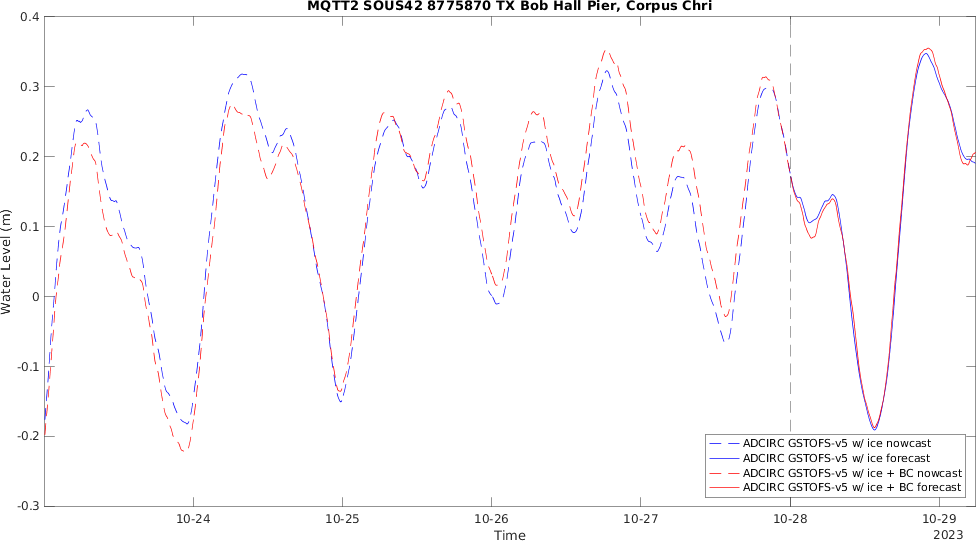 MQTT2 SOUS42 8775870 TX Bob Hall Pier, Corpus Chri
0.4
0.3
0.2
0.1
0
-0.1
-0.2
-0.3
Water Level (m)
ADCIRC GSTOFS-v5 w/ ice nowcast
ADCIRC GSTOFS-v5 w/ ice forecast
ADCIRC GSTOFS-v5 w/ ice + BC nowcast
ADCIRC GSTOFS-v5 w/ ice + BC forecast
10-24
10-25
10-26
10-27
10-28
10-29
Time
2023